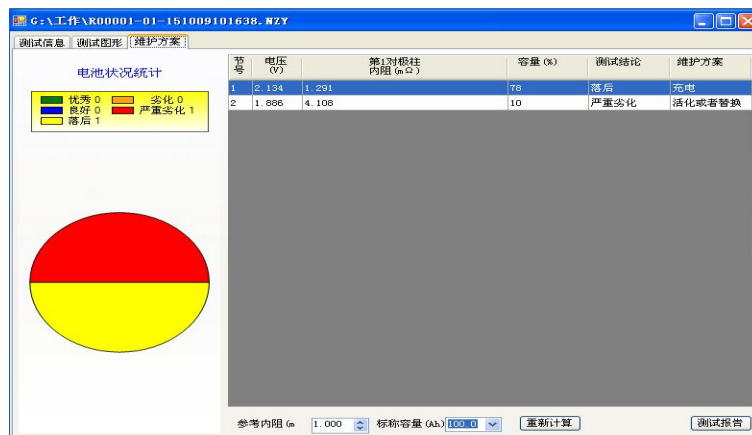 G:\工作\R00001-01-151009101638.NZY
测试信息 测试图形 维护方案
电池状况统计
优秀 0 劣化 0
良好 0 严重劣化 1
落后 1
节号 电压(V) 第1对极柱内阻(mΩ) 容量(%) 测试结论 维护方案
1 2.134 1.291 78 落后 充电
2 1.886 4.108 10 严重劣化 活化或者替换
参考内阻(m 1.000 标称容量(Ah) 100.0 重新计算 测试报告